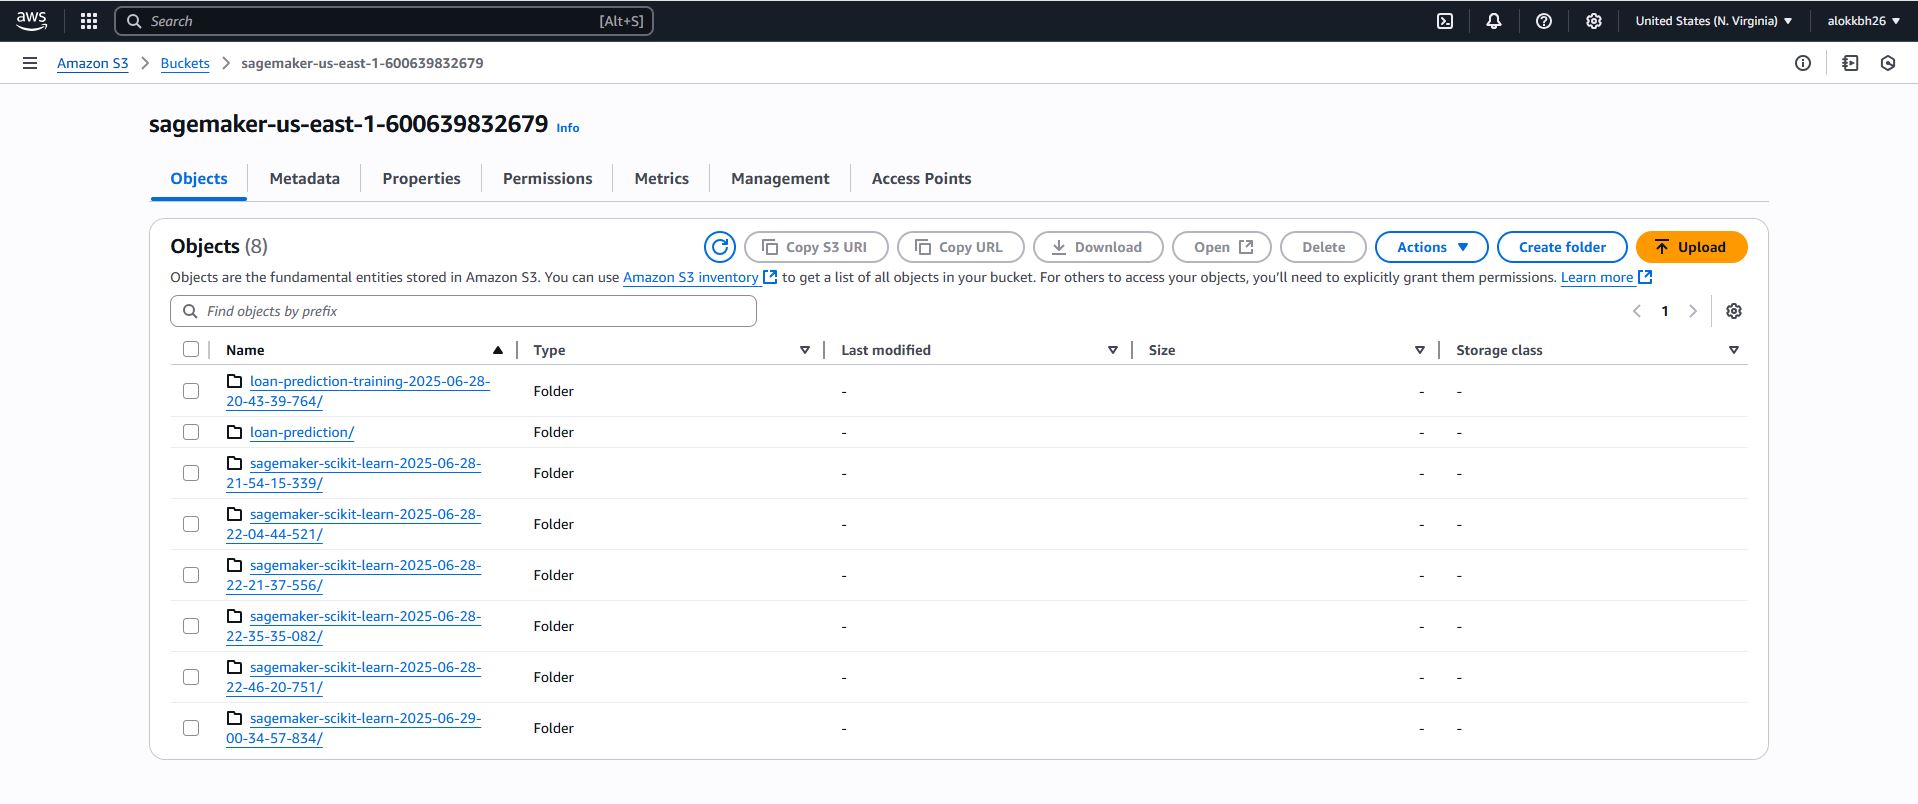 aws
Search [Alt+S]
United States (N. Virginia)
alokkbh26
Amazon S3 > Buckets > sagemaker-us-east-1-600639832679
sagemaker-us-east-1-600639832679 Info
Objects Metadata Properties Permissions Metrics Management Access Points
Objects (8)
Copy S3 URI Copy URL Download Open Delete Actions Create folder Upload
Objects are the fundamental entities stored in Amazon S3. You can use Amazon S3 inventory to get a list of all objects in your bucket. For others to access your objects, you'll need to explicitly grant them permissions. Learn more
Find objects by prefix
1
Name Type Last modified Size Storage class
loan-prediction-training-2025-06-28-
20-43-39-764/
Folder - - -
loan-prediction/ Folder - - -
sagemaker-scikit-learn-2025-06-28-
21-54-15-339/
Folder - - -
sagemaker-scikit-learn-2025-06-28-
22-04-44-521/
Folder - - -
sagemaker-scikit-learn-2025-06-28-
22-21-37-556/
Folder - - -
sagemaker-scikit-learn-2025-06-28-
22-35-35-082/
Folder - - -
sagemaker-scikit-learn-2025-06-28-
22-46-20-751/
Folder - - -
sagemaker-scikit-learn-2025-06-29-
00-34-57-834/
Folder - - -